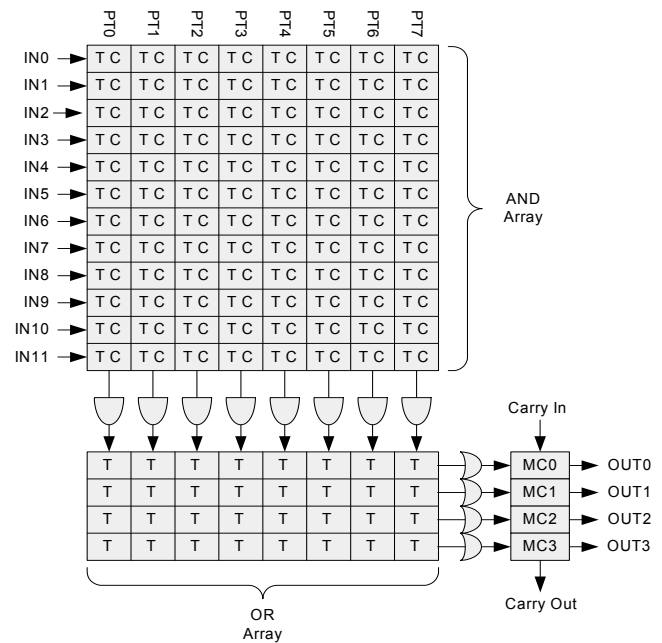 PT0 PT1 PT2 PT3 PT4 PT5 PT6 PT7
IN0 T C T C T C T C T C T C T C T C
IN1 T C T C T C T C T C T C T C T C
IN2 T C T C T C T C T C T C T C T C
IN3 T C T C T C T C T C T C T C T C
IN4 T C T C T C T C T C T C T C T C
IN5 T C T C T C T C T C T C T C T C
IN6 T C T C T C T C T C T C T C T C
IN7 T C T C T C T C T C T C T C T C
IN8 T C T C T C T C T C T C T C T C
IN9 T C T C T C T C T C T C T C T C
IN10 T C T C T C T C T C T C T C T C
IN11 T C T C T C T C T C T C T C T C
AND
Array
Carry In
T T T T T T T T MC0 OUT0
T T T T T T T T MC1 OUT1
T T T T T T T T MC2 OUT2
T T T T T T T T MC3 OUT3
Carry Out
OR
Array